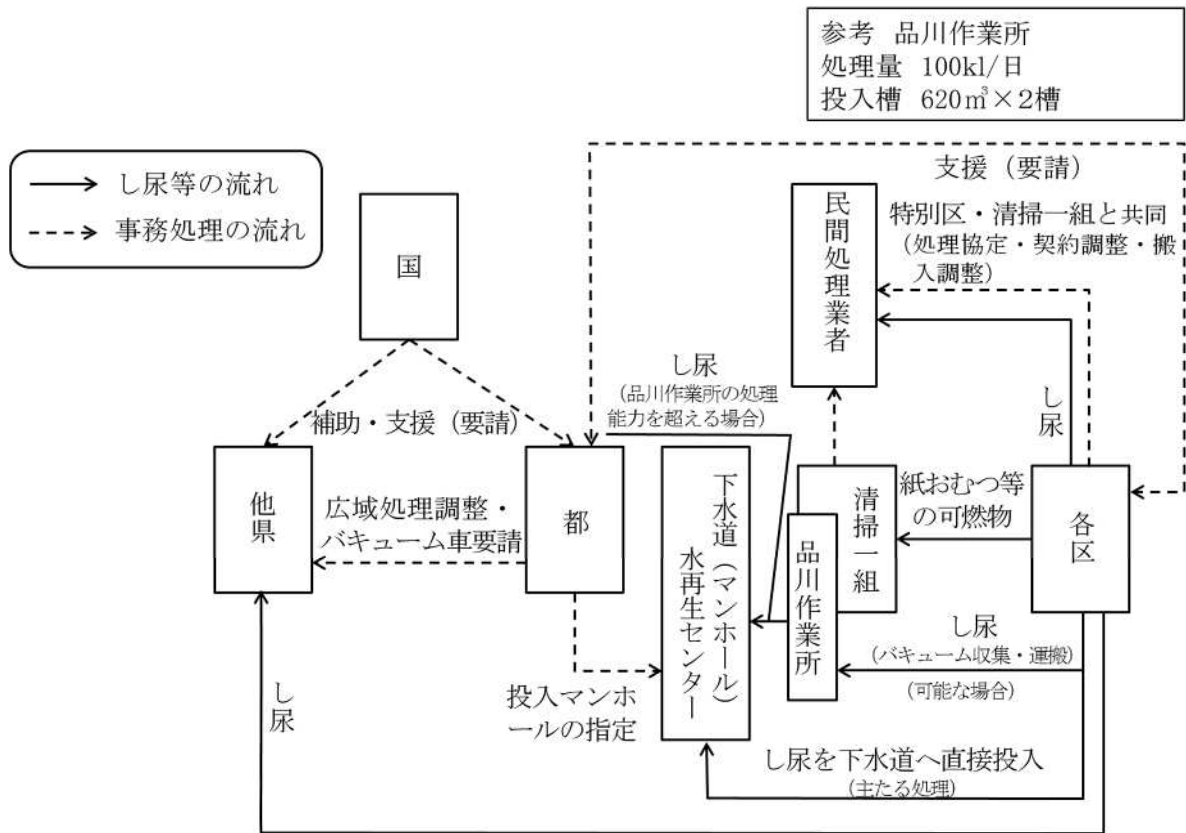 参考 品川作業所
処理量 100kl/日
投入槽 620㎥×2槽
し尿等の流れ
事務処理の流れ
支援（要請）
国
民間処理業者
特別区・清掃一組と共同
（処理協定・契約調整・搬
入調整）
し尿
（品川作業所の処理
能力を超える場合）
し尿
補助・支援（要請）
他県
広域処理調整・
バキューム車要請
都
下水道（マンホール）
水再生センター
清掃一組
品川作業所
紙おむつ等
の可燃物
各区
し尿
（バキューム収集・運搬）
（可能な場合）
し尿
投入マンホ
ールの指定
し尿を下水道へ直接投入
（主たる処理）